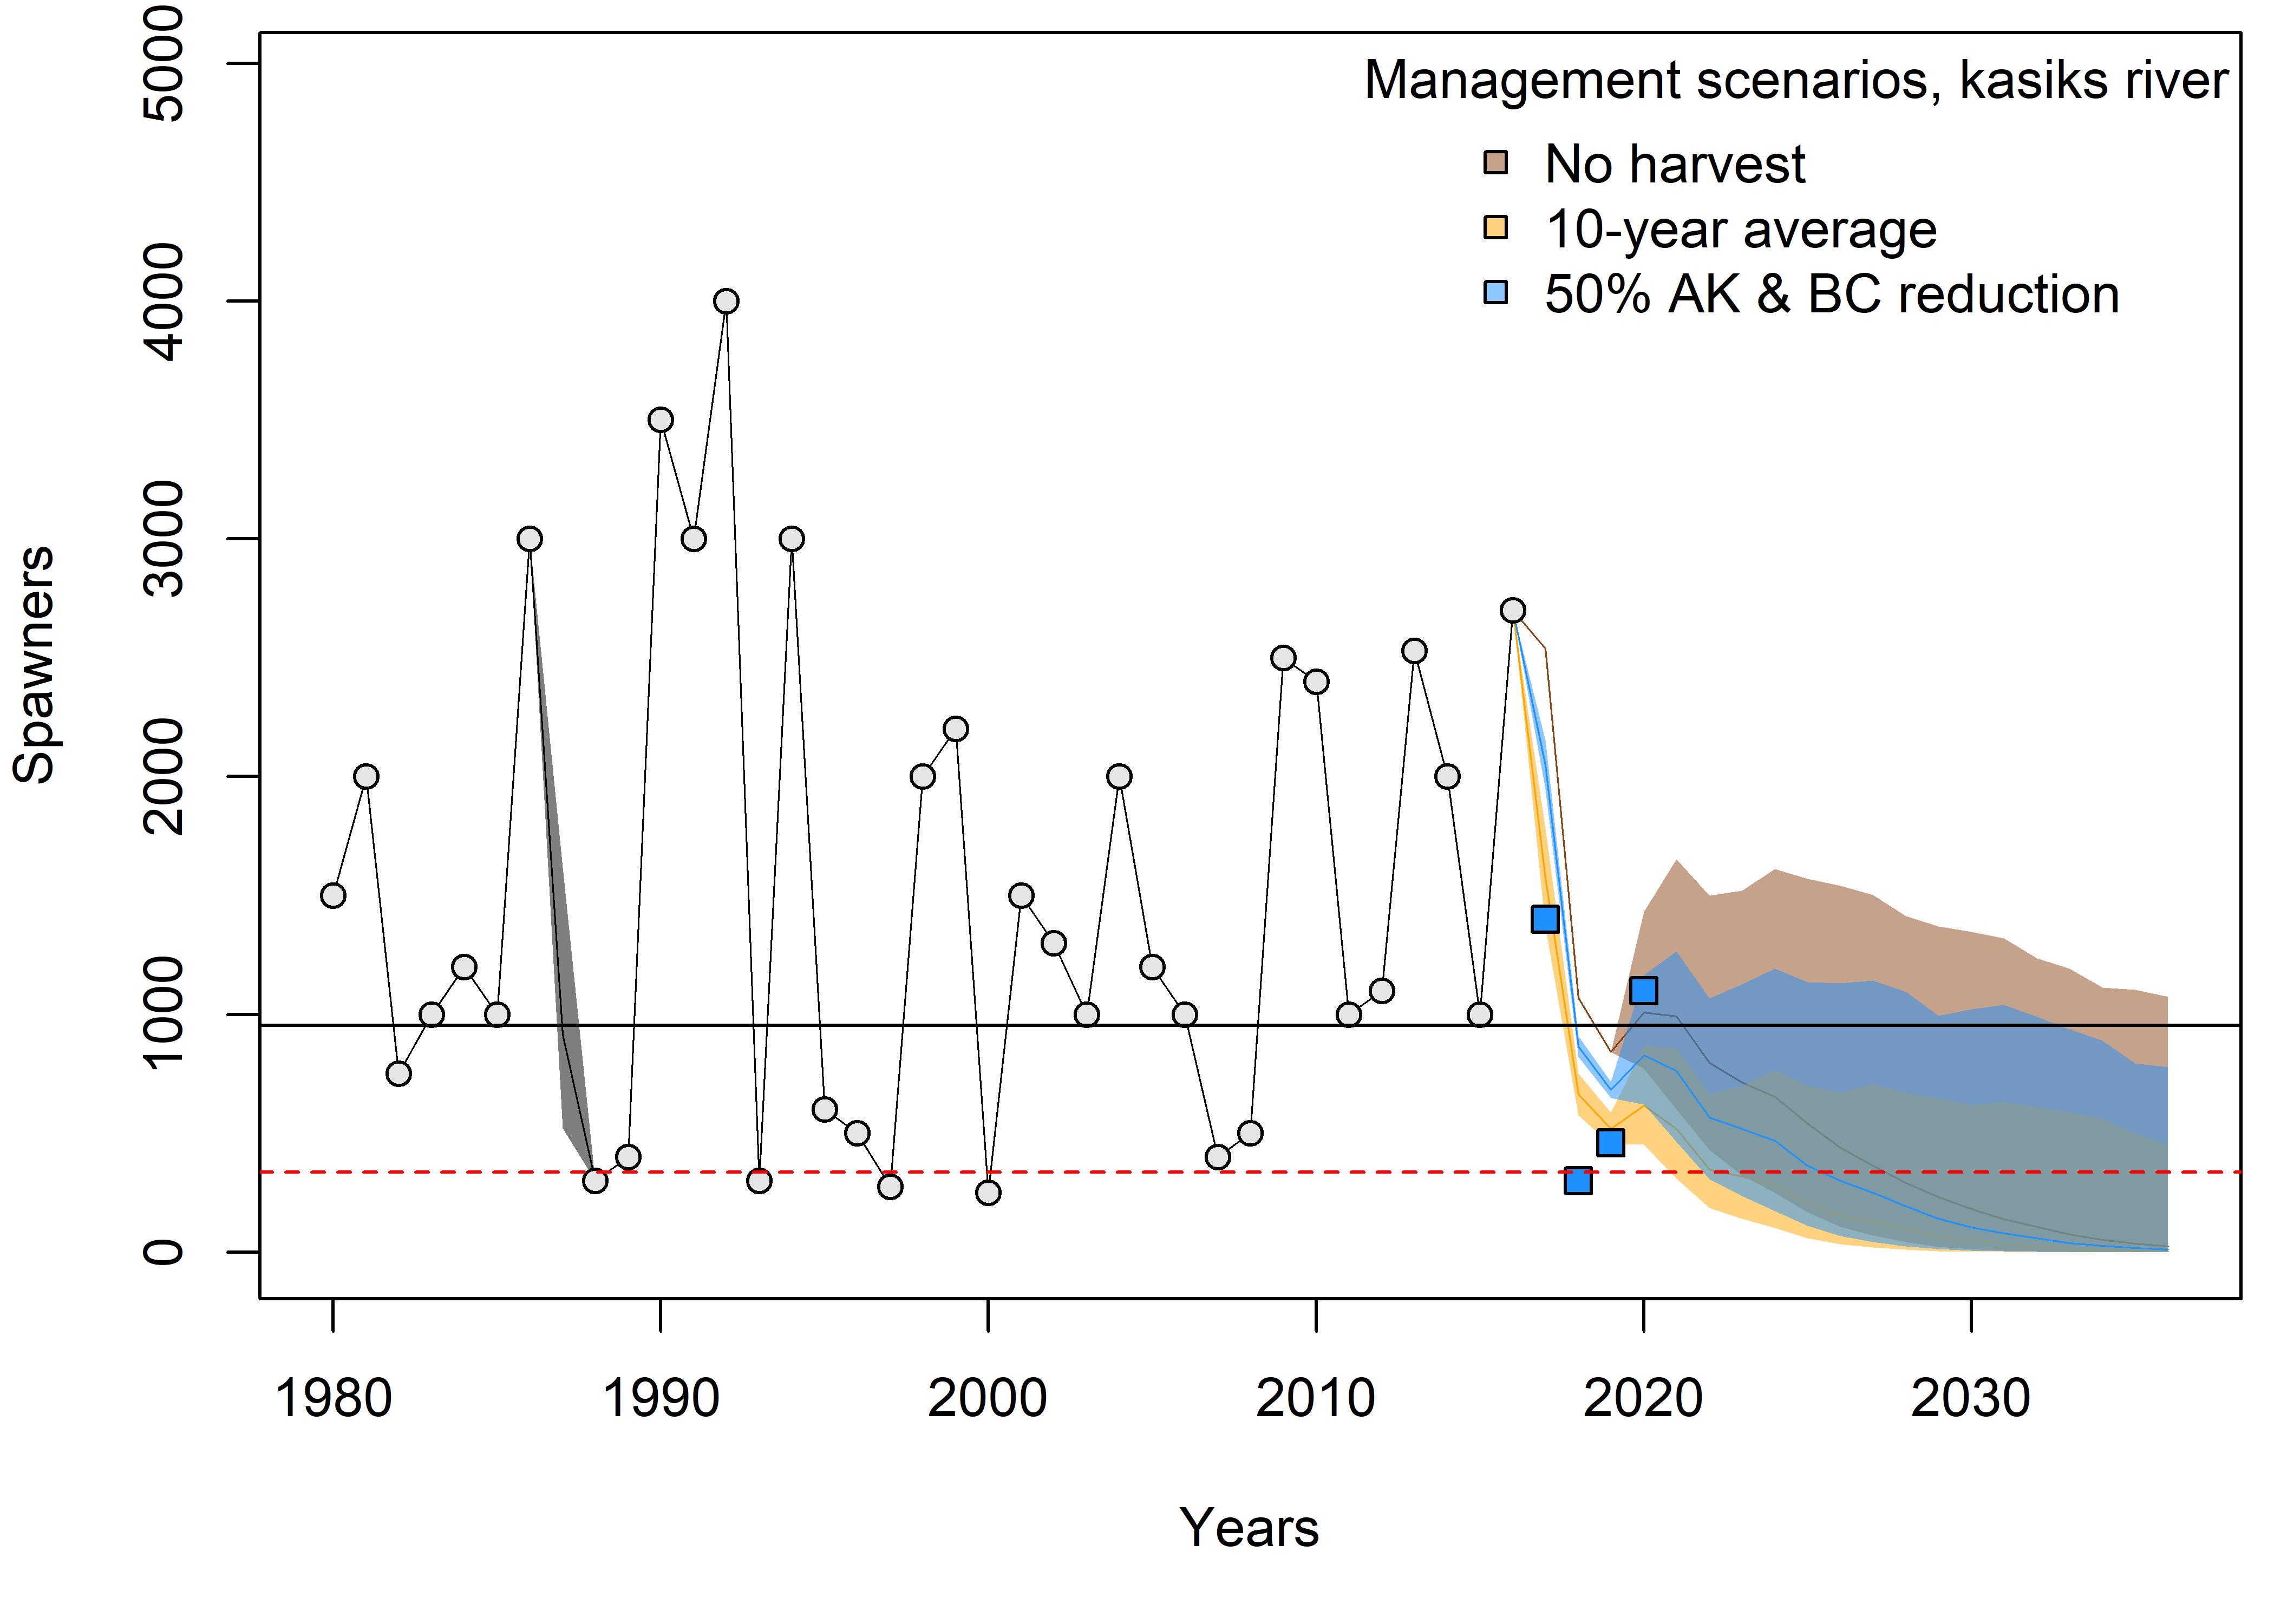 Management scenarios, kasiks river
No harvest
10-year average
50% AK & BC reduction
Spawners
5000
4000
3000
2000
1000
0
1980 1990 2000 2010 2020 2030
Years